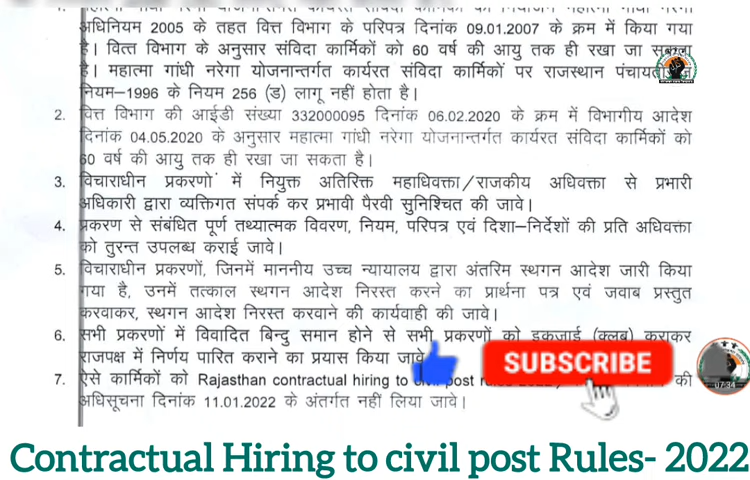 अधिनियम 2005 के तहत वित्त विभाग के परिपत्र दिनांक 09.01.2007 के क्रम में किया गया
है। वित्त विभाग के अनुसार संविदा कार्मिकों को 60 वर्ष की आयु तक ही रखा जा सकता
है। महात्मा गांधी नरेगा योजनान्तर्गत कार्यरत संविदा कार्मिकों पर राजस्थान
नियम–1996 के नियम 256 (ड) लागू नहीं होता है।
2. वित्त विभाग की आईडी संख्या 332000095 दिनांक 06.02.2020 के क्रम में विभागीय आदेश
दिनांक 04.05.2020 के अनुसार महात्मा गांधी नरेगा योजनान्तर्गत कार्यरत संविदा कार्मिकों को
60 वर्ष की आयु तक ही रखा जा सकता है।
3. विचाराधीन प्रकरणों में नियुक्त अतिरिक्त महाधिवक्ता/राजकीय अधिवक्ता से प्रभारी
अधिकारी द्वारा व्यक्तिगत संपर्क कर प्रभावी पैरवी सुनिश्चित की जावे।
4. प्रकरण से संबंधित पूर्ण तथ्यात्मक विवरण, नियम, परिपत्र एवं दिशा–निर्देशों की प्रति अधिवक्ता
को तुरन्त उपलब्ध कराई जावे।
5. विचाराधीन प्रकरणों, जिनमें माननीय उच्च न्यायालय द्वारा अंतरिम स्थगन आदेश जारी किया
गया है, उनमें तत्काल स्थगन आदेश निरस्त करने का प्रार्थना पत्र एवं जवाब प्रस्तुत
करवाकर, स्थगन आदेश निरस्त करवाने की कार्यवाही की जावे।
6. सभी प्रकरणों में विवादित बिन्दु समान होने से सभी प्रकरणों को इकजाई (क्लब) कराकर
राजपक्ष में निर्णय पारित कराने का प्रयास किया जावे
SUBSCRIBE
7. ऐसे कार्मिकों को Rajasthan contractual hiring to civil post rules 2022, की
07:34
अधिसूचना दिनांक 11.01.2022 के अंतर्गत नहीं लिया जावे।
Contractual Hiring to civil post Rules- 2022